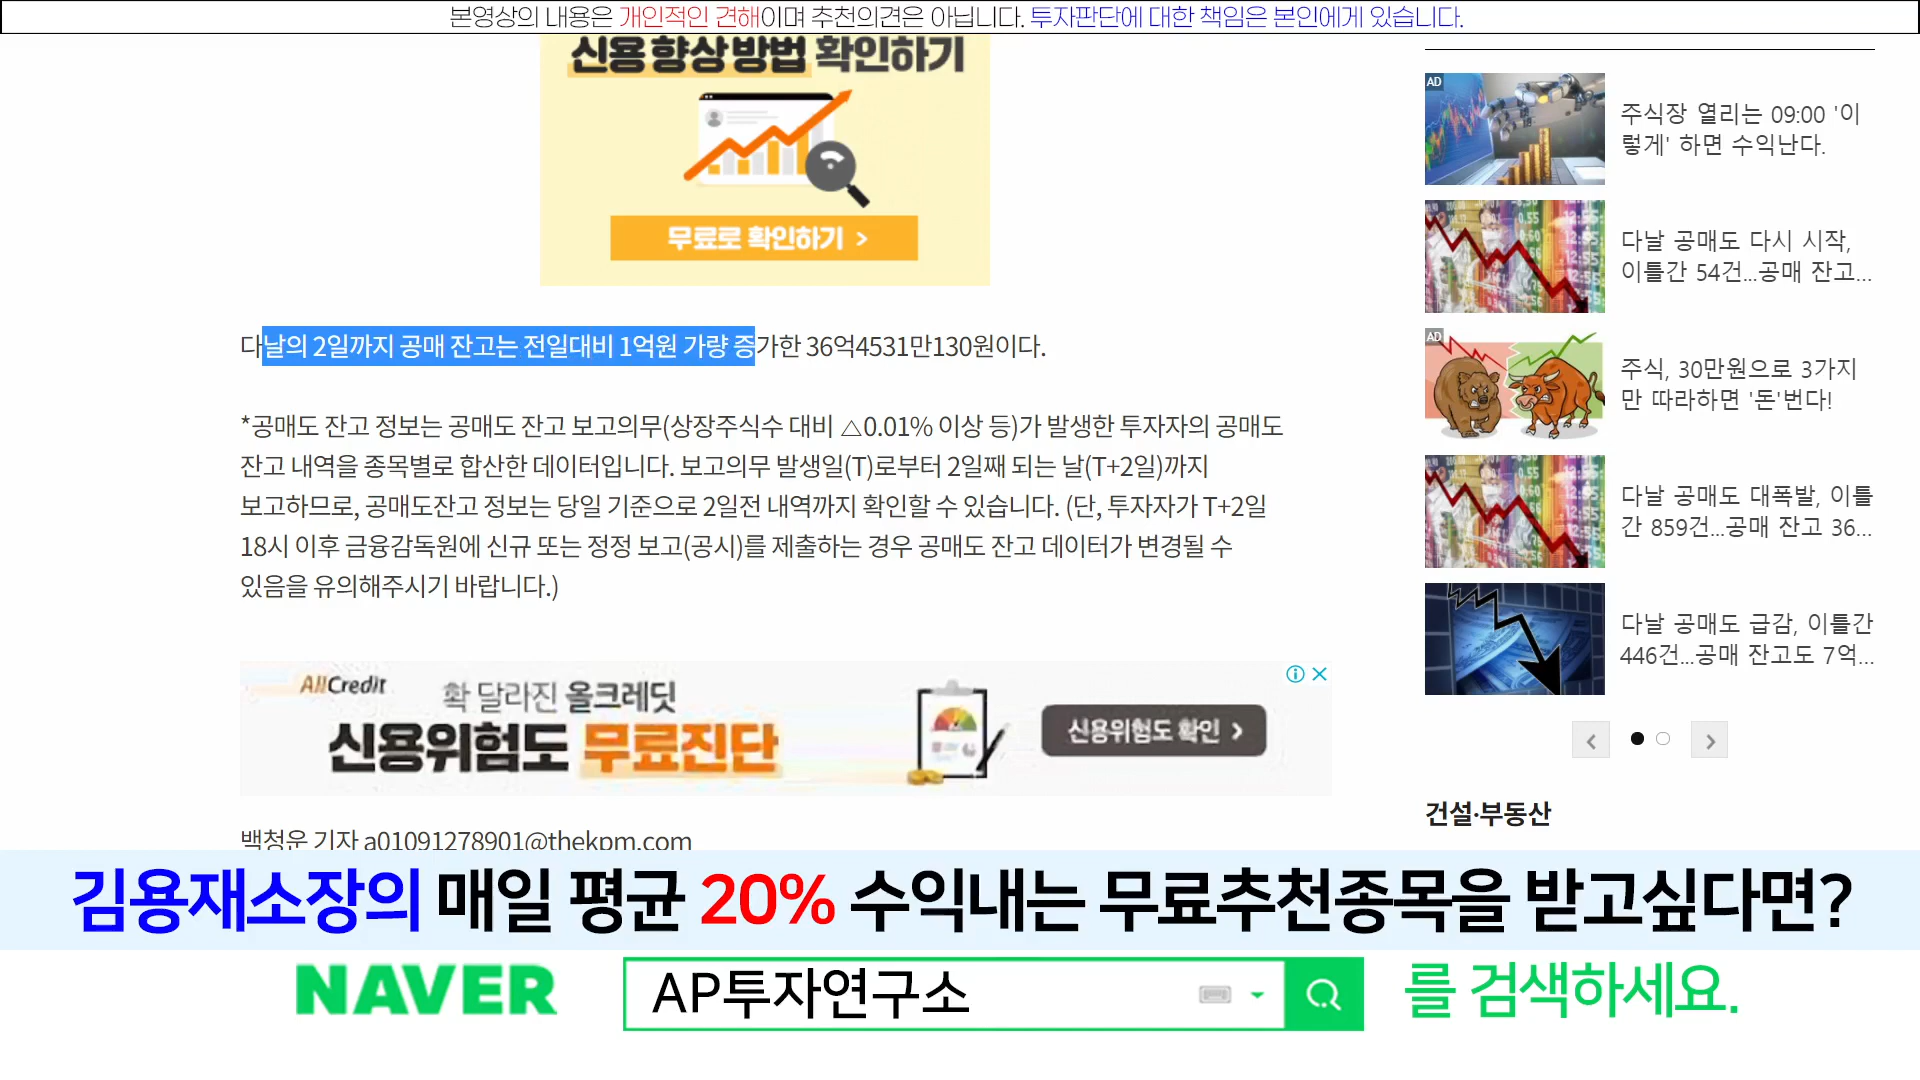 본영상의 내용은 개인적인 견해이며 추천의견은 아닙니다. 투자판단에 대한 책임은 본인에게 있습니다.
신용 향상 방법 확인하기
무료로 확인하기 >
다날의 2일까지 공매 잔고는 전일대비 1억원 가량 증가한 36억4531만130원이다.
*공매도 잔고 정보는 공매도 잔고 보고의무(상장주식수 대비 △0.01% 이상 등)가 발생한 투자자의 공매도
잔고 내역을 종목별로 합산한 데이터입니다. 보고의무 발생일(T)로부터 2일째 되는 날(T+2일)까지
보고하므로, 공매도잔고 정보는 당일 기준으로 2일전 내역까지 확인할 수 있습니다. (단, 투자자가 T+2일
18시 이후 금융감독원에 신규 또는 정정 보고(공시)를 제출하는 경우 공매도 잔고 데이터가 변경될 수
있음을 유의해주시기 바랍니다.)
AllCredit
확 달라진 올크레딧
신용위험도 무료진단
신용위험도 확인 >
백청운 기자 a01091278901@thekpm.com
AD
주식장 열리는 09:00 '이
렇게' 하면 수익난다.
다날 공매도 다시 시작,
이틀간 54건...공매 잔고...
AD
주식, 30만원으로 3가지
만 따라하면 '돈'번다!
다날 공매도 대폭발, 이틀
간 859건...공매 잔고 36...
다날 공매도 급감, 이틀간
446건...공매 잔고도 7억...
건설·부동산
김용재소장의 매일 평균 20% 수익내는 무료추천종목을 받고싶다면?
NAVER AP투자연구소 를 검색하세요.